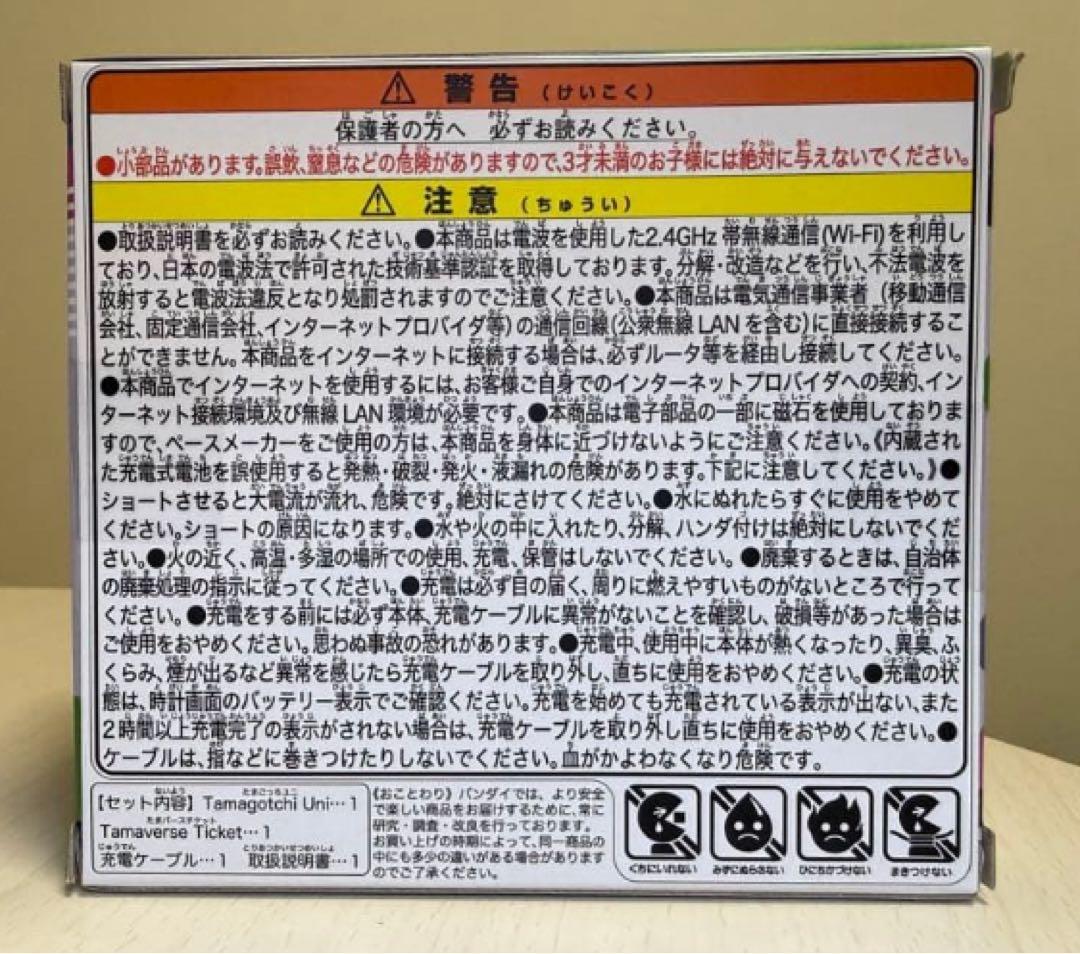 ⚠ 警告（けいこく）
保護者の方へ 必ずお読みください。
●小部品があります。誤飲、窒息などの危険がありますので、3才未満のお子様には絶対に与えないでください。
⚠ 注意（ちゅうい）
●取扱説明書を必ずお読みください。●本商品は電波を使用した2.4GHz 帯無線通信(Wi-Fi)を利用し
ており、日本の電波法で許可された技術基準認証を取得しております。分解・改造などを行い、不法電波を
放射すると電波法違反となり処罰されますのでご注意ください。●本商品は電気通信事業者（移動通信
会社、固定通信会社、インターネットプロバイダ等)の通信回線(公衆無線 LAN を含む)に直接接続するこ
とができません。本商品をインターネットに接続する場合は、必ずルータ等を経由し接続してください。
●本商品でインターネットを使用するには、お客様ご自身でのインターネットプロバイダへの契約、イン
ターネット接続環境及び無線 LAN 環境が必要です。●本商品は電子部品の一部に磁石を使用しておりま
すので、ペースメーカーをご使用の方は、本商品を身体に近づけないようにご注意ください。《内蔵され
た充電式電池を誤使用すると発熱・破裂・発火・液漏れの危険があります。下記に注意してください。》●
ショートさせると大電流が流れ、危険です。絶対にさけてください。●水にぬれたらすぐに使用をやめて
ください。ショートの原因になります。●水や火の中に入れたり、分解、ハンダ付けは絶対にしないでくだ
さい。●火の近く、高温・多湿の場所での使用、充電、保管はしないでください。●廃棄するときは、自治体
の廃棄処理の指示に従ってください。●充電は必ず目の届く、周りに燃えやすいものがないところで行って
ください。●充電をする前には必ず本体、充電ケーブルに異常がないことを確認し、破損等があった場合は
ご使用をおやめください。思わぬ事故の恐れがあります。●充電中、使用中に本体が熱くなったり、異臭、ふ
くらみ、煙が出るなど異常を感じたら充電ケーブルを取り外し、直ちに使用をおやめください。●充電の状
態は、時計画面のバッテリー表示でご確認ください。充電を始めても充電されている表示が出ない、また
2時間以上充電完了の表示がされない場合は、充電ケーブルを取り外し直ちに使用をおやめください。●
ケーブルは、指などに巻きつけたりしないでください。血がかよわなくなり危険です。
【セット内容】Tamagotchi Uni…1
Tamaverse Ticket…1
充電ケーブル…1 取扱説明書…1
《おことわり》バンダイでは、より安全
で楽しい商品をお届けするために、常に
研究・調査・改良を行っております。
お買い上げの時期によって、同一商品の
中にも多少の違いがある場合があります
のでご了承ください。
くちにいれない みずにぬらさない ひにちかづけない まきつけない